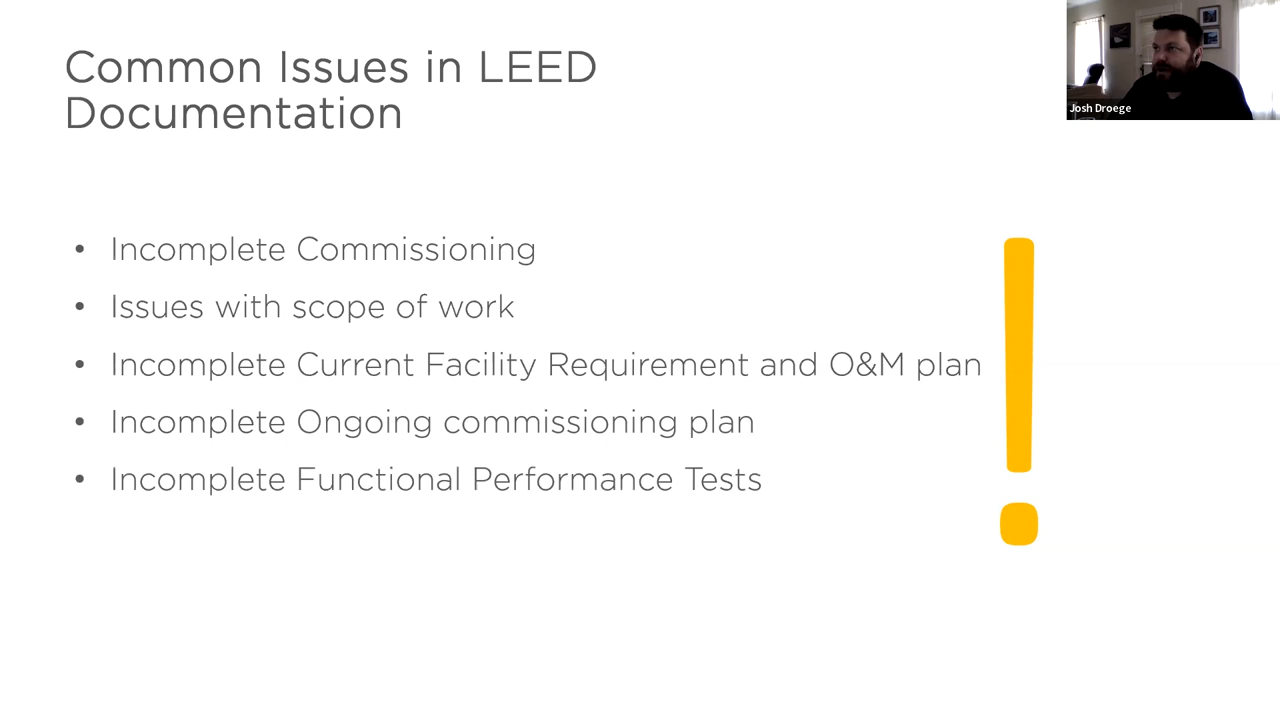 Common Issues in LEED
Documentation
Josh Droege
• Incomplete Commissioning
• Issues with scope of work
• Incomplete Current Facility Requirement and O&M plan
• Incomplete Ongoing commissioning plan
• Incomplete Functional Performance Tests
!